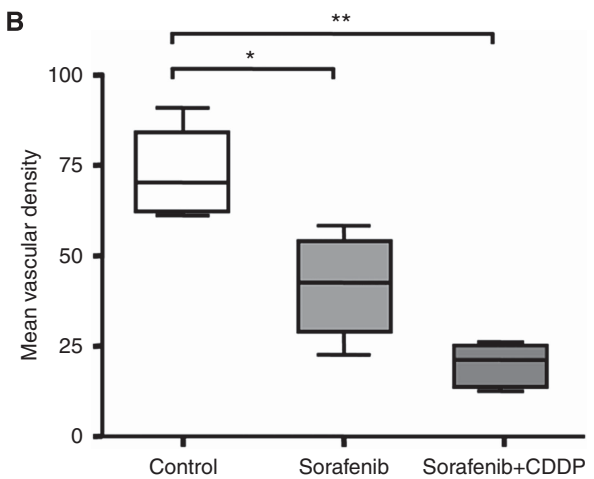 B
**
*
100
75
50
25
0
Mean vascular density
Control
Sorafenib
Sorafenib+CDDP